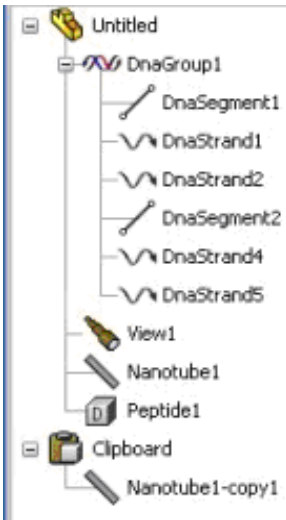 Untitled
DnaGroup1
DnaSegment1
DnaStrand1
DnaStrand2
DnaSegment2
DnaStrand4
DnaStrand5
View1
Nanotube1
D
Peptide1
Clipboard
Nanotube1-copy1